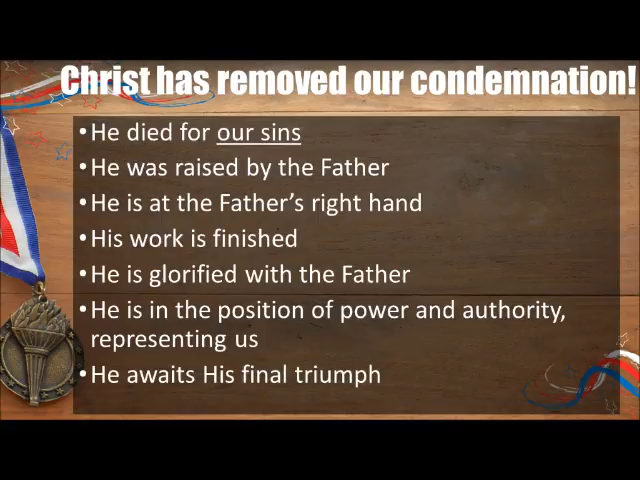 Christ has removed our condemnation!
• He died for our sins
• He was raised by the Father
• He is at the Father’s right hand
• His work is finished
• He is glorified with the Father
• He is in the position of power and authority,
representing us
• He awaits His final triumph